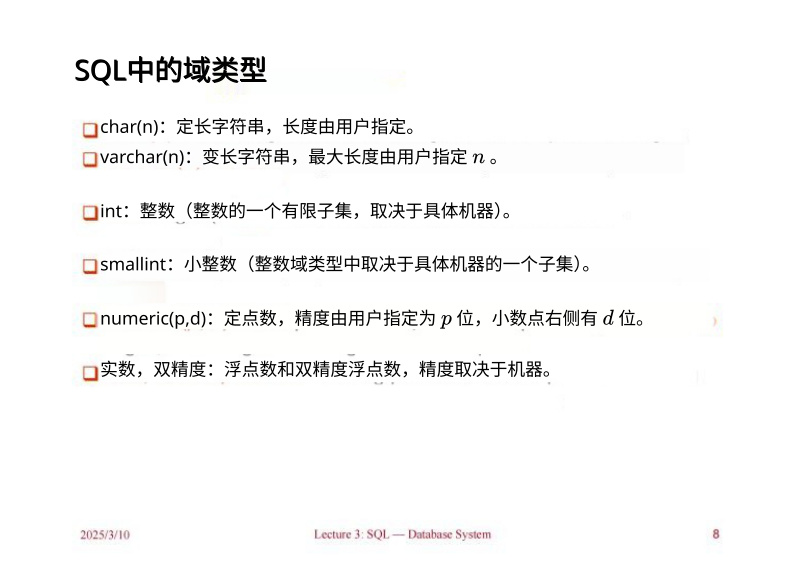 SQL中的域类型
char(n)：定长字符串，长度由用户指定。
varchar(n)：变长字符串，最大长度由用户指定 n 。
int：整数（整数的一个有限子集，取决于具体机器）。
smallint：小整数（整数域类型中取决于具体机器的一个子集）。
numeric(p,d)：定点数，精度由用户指定为 p 位，小数点右侧有 d 位。
实数，双精度：浮点数和双精度浮点数，精度取决于机器。
2025/3/10 Lecture 3: SQL — Database System 8